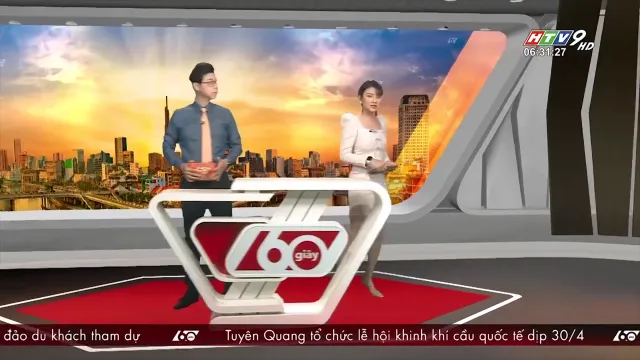 HTV9 HD
06:31:27
60 giây
đảo du khách tham dự 60 Tuyên Quang tổ chức lễ hội khinh khí cầu quốc tế dịp 30/4